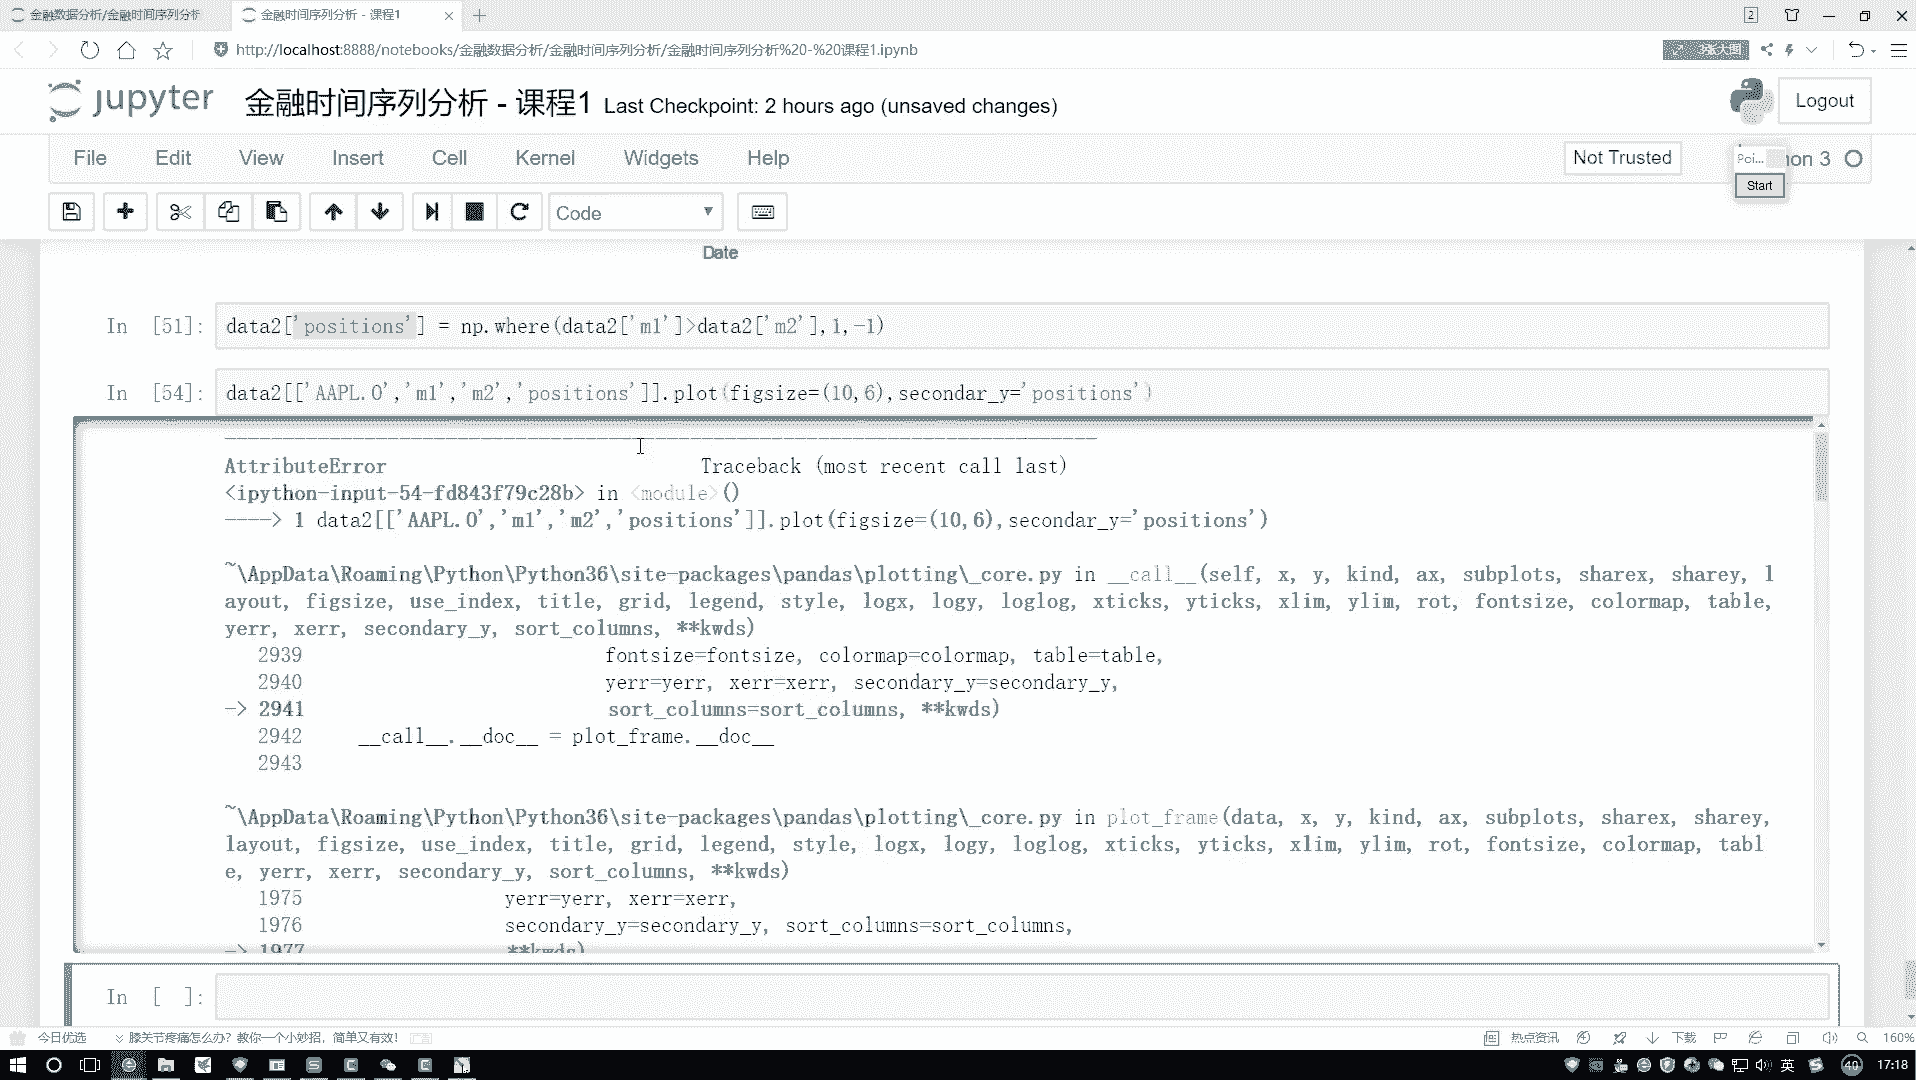 金融数据分析/金融时间序列分析
金融时间序列分析 - 课程1
2
http://localhost:8888/notebooks/金融数据分析/金融时间序列分析/金融时间序列分析%20-%20课程1.ipynb
3张大图
jupyter
金融时间序列分析 - 课程1 Last Checkpoint: 2 hours ago (unsaved changes)
Logout
File Edit View Insert Cell Kernel Widgets Help
Not Trusted
Poi...
hon 3
Start
Code
Date
In [51]: data2['positions'] = np.where(data2['m1']>data2['m2'],1,-1)
In [54]: data2[['AAPL.O','m1','m2','positions']].plot(figsize=(10,6),secondar_y='positions')
---------------------------------------------------------------------------
AttributeError Traceback (most recent call last)
<ipython-input-54-fd843f79c28b> in <module>()
----> 1 data2[['AAPL.O','m1','m2','positions']].plot(figsize=(10,6),secondar_y='positions')
~\AppData\Roaming\Python\Python36\site-packages\pandas\plotting\_core.py in __call__(self, x, y, kind, ax, subplots, sharex, sharey, l
ayout, figsize, use_index, title, grid, legend, style, logx, logy, loglog, xticks, yticks, xlim, ylim, rot, fontsize, colormap, table,
yerr, xerr, secondary_y, sort_columns, **kwds)
2939 fontsize=fontsize, colormap=colormap, table=table,
2940 yerr=yerr, xerr=xerr, secondary_y=secondary_y,
-> 2941 sort_columns=sort_columns, **kwds)
2942 __call__.__doc__ = plot_frame.__doc__
2943
~\AppData\Roaming\Python\Python36\site-packages\pandas\plotting\_core.py in plot_frame(data, x, y, kind, ax, subplots, sharex, sharey,
layout, figsize, use_index, title, grid, legend, style, logx, logy, loglog, xticks, yticks, xlim, ylim, rot, fontsize, colormap, tabl
e, yerr, xerr, secondary_y, sort_columns, **kwds)
1975 yerr=yerr, xerr=xerr,
1976 secondary_y=secondary_y, sort_columns=sort_columns,
-> 1977 **kwds)
In [ ]:
今日优选
膝关节疼痛怎么办? 教你一个小妙招，简单又有效!
热点资讯
下载
160%
英
40
17:18